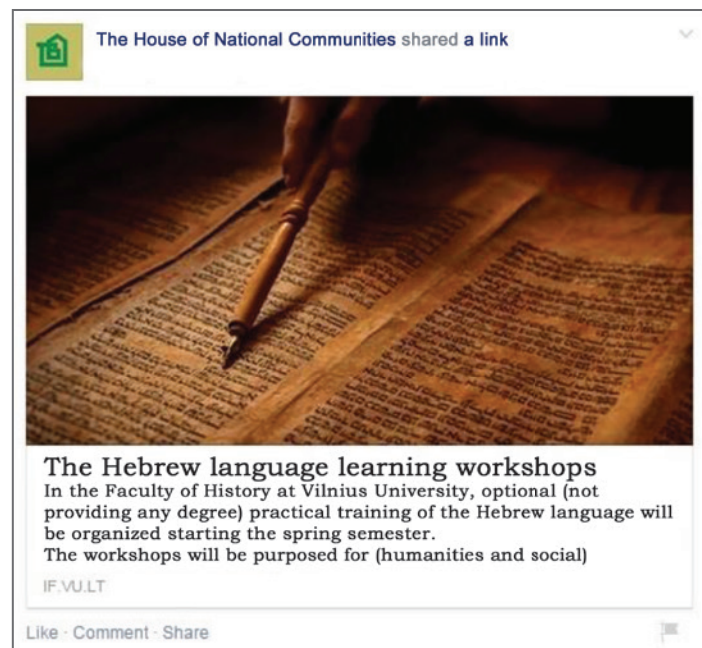 The House of National Communities shared a link
The Hebrew language learning workshops
In the Faculty of History at Vilnius University, optional (not
providing any degree) practical training of the Hebrew language will
be organized starting the spring semester.
The workshops will be purposed for (humanities and social)
IF.VU.LT
Like · Comment · Share